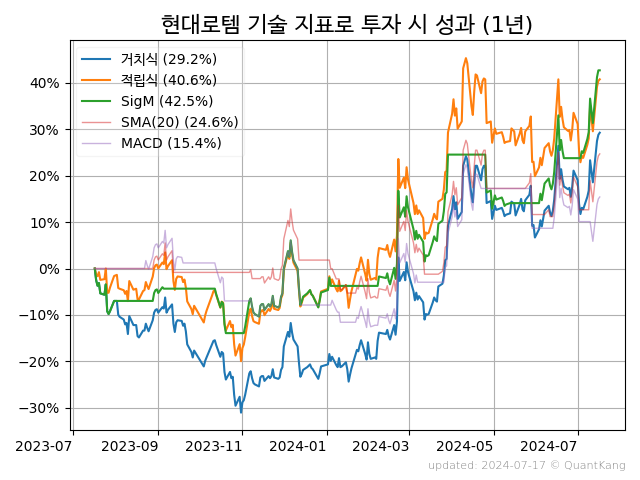 현대로템 기술 지표로 투자 시 성과 (1년)
거치식 (29.2%)
적립식 (40.6%)
SigM (42.5%)
SMA(20) (24.6%)
MACD (15.4%)
40%
30%
20%
10%
0%
−10%
−20%
−30%
2023-07 2023-09 2023-11 2024-01 2024-03 2024-05 2024-07
updated: 2024-07-17 © QuantKang